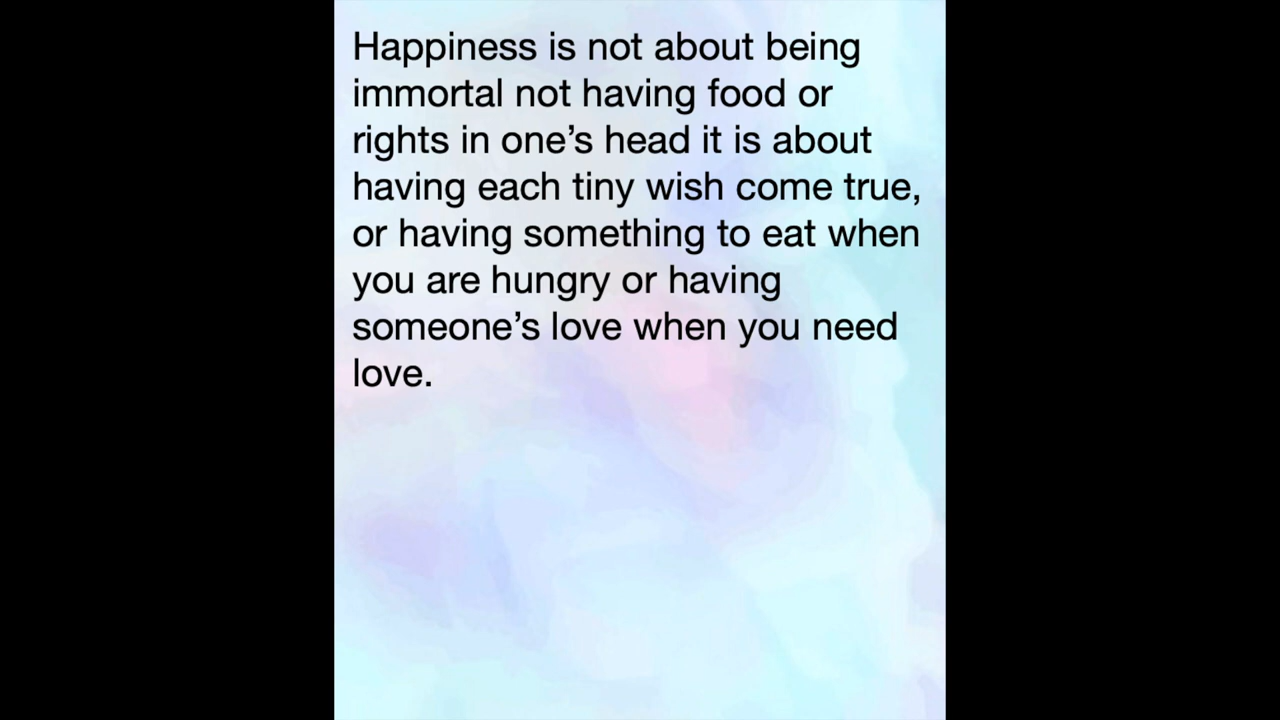 Happiness is not about being
immortal not having food or
rights in one’s head it is about
having each tiny wish come true,
or having something to eat when
you are hungry or having
someone’s love when you need
love.